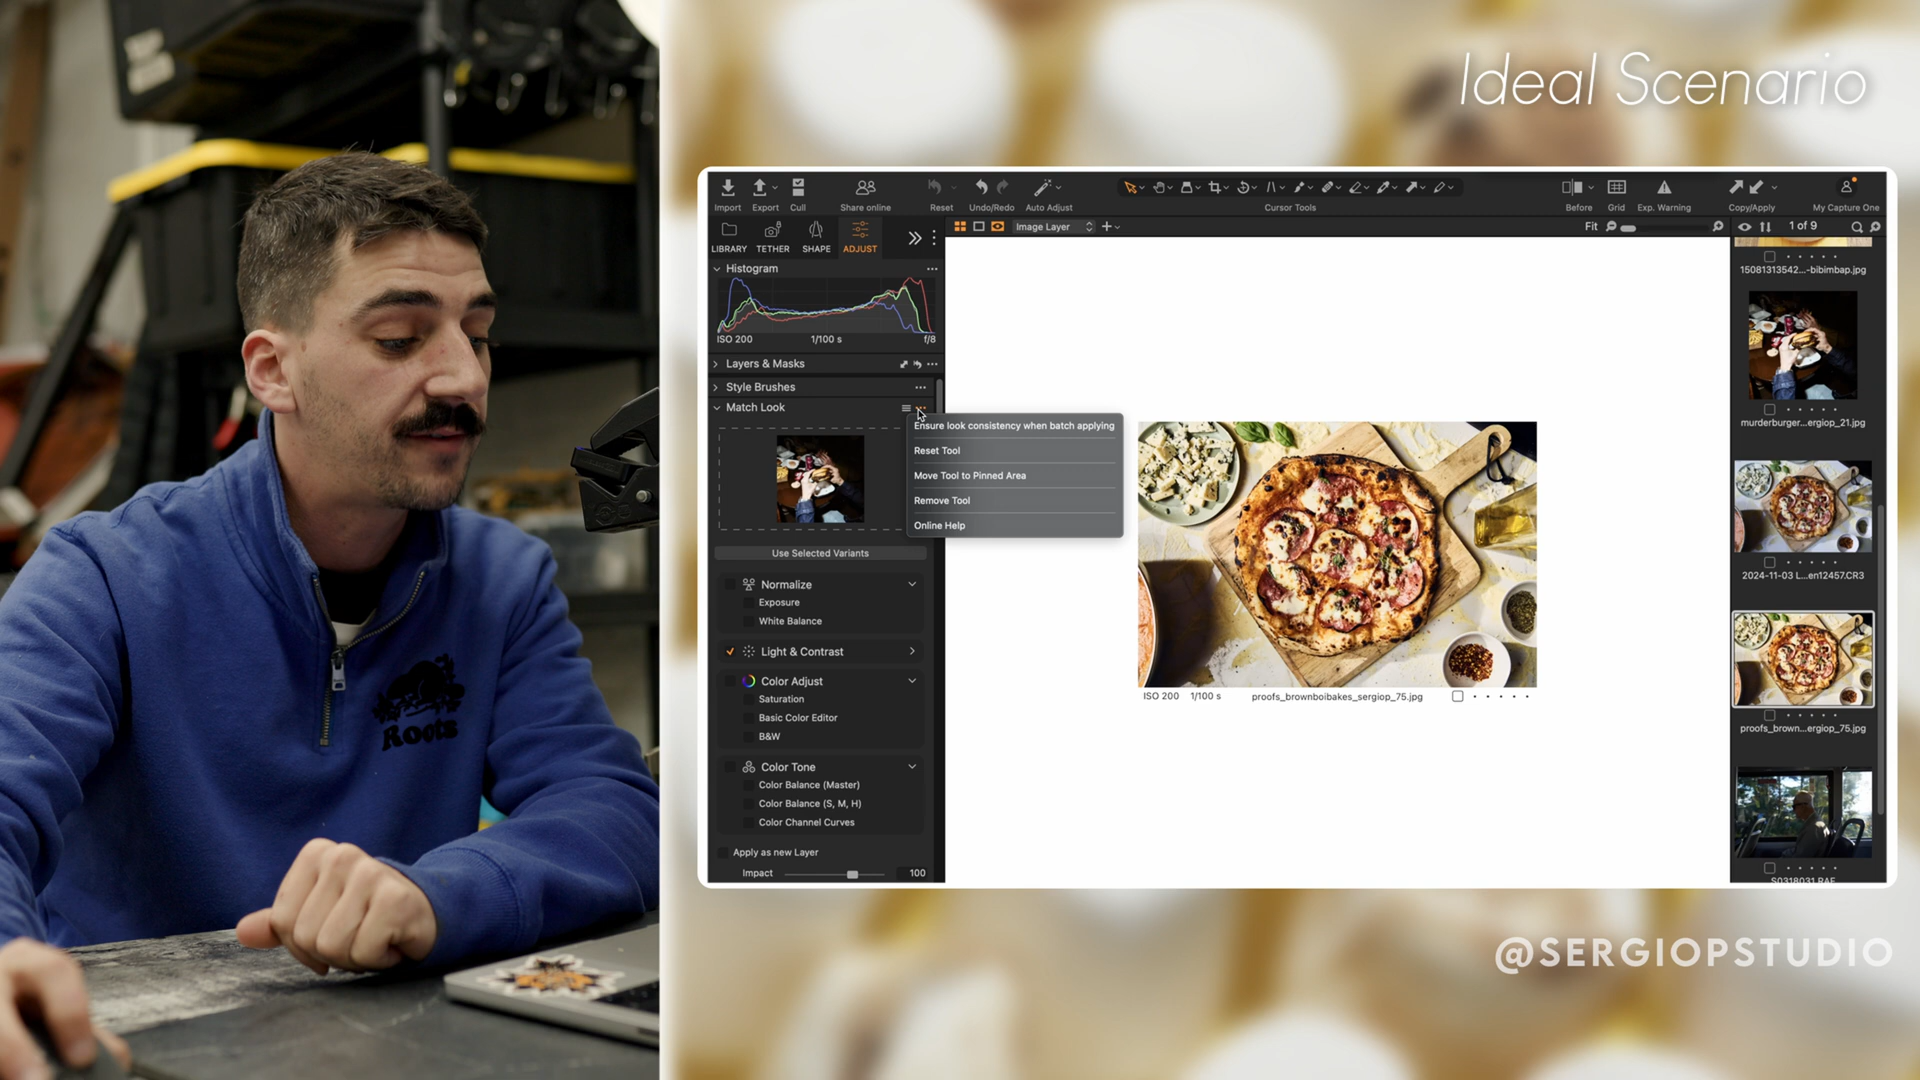 Ideal Scenario
Roots
Import
Export
Cull
Share online
Reset
Undo/Redo
Auto Adjust
Cursor Tools
Before
Grid
Exp. Warning
Copy/Apply
My Capture One
LIBRARY
TETHER
SHAPE
ADJUST
Image Layer
Fit
1 of 9
Histogram
ISO 200 1/100 s f/8
Layers & Masks
Style Brushes
Match Look
Ensure look consistency when batch applying
Reset Tool
Move Tool to Pinned Area
Remove Tool
Online Help
Use Selected Variants
Normalize
Exposure
White Balance
Light & Contrast
Color Adjust
Saturation
Basic Color Editor
B&W
Color Tone
Color Balance (Master)
Color Balance (S, M, H)
Color Channel Curves
Apply as new Layer
Impact 100
ISO 200 1/100 s proofs_brownboibakes_sergiop_75.jpg
15081313542...-bibimbap.jpg
murderburger...ergiop_21.jpg
2024-11-03 L...en12457.CR3
proofs_brown...ergiop_75.jpg
S0318031.RAF
@SERGIOPSTUDIO